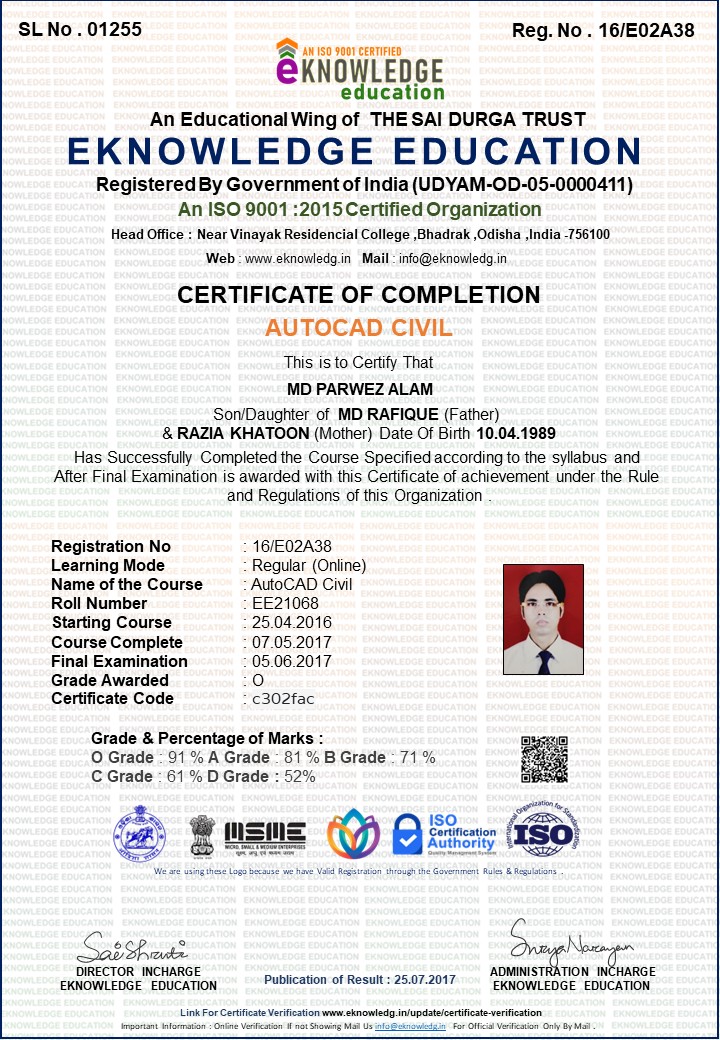 SL No . 01255
Reg. No . 16/E02A38
AN ISO 9001 CERTIFIED
eKNOWLEDGE
education
An Educational Wing of THE SAI DURGA TRUST
EKNOWLEDGE EDUCATION
Registered By Government of India (UDYAM-OD-05-0000411)
An ISO 9001 :2015 Certified Organization
Head Office : Near Vinayak Residencial College ,Bhadrak ,Odisha ,India -756100
Web : www.eknowledg.in Mail : info@eknowledg.in
CERTIFICATE OF COMPLETION
AUTOCAD CIVIL
This is to Certify That
MD PARWEZ ALAM
Son/Daughter of MD RAFIQUE (Father)
& RAZIA KHATOON (Mother) Date Of Birth 10.04.1989
Has Successfully Completed the Course Specified according to the syllabus and
After Final Examination is awarded with this Certificate of achievement under the Rule
and Regulations of this Organization .
Registration No : 16/E02A38
Learning Mode : Regular (Online)
Name of the Course : AutoCAD Civil
Roll Number : EE21068
Starting Course : 25.04.2016
Course Complete : 07.05.2017
Final Examination : 05.06.2017
Grade Awarded : O
Certificate Code : c302fac
Grade & Percentage of Marks :
O Grade : 91 % A Grade : 81 % B Grade : 71 %
C Grade : 61 % D Grade : 52%
MSME
MICRO, SMALL & MEDIUM ENTERPRISES
सूक्ष्म, लघु एवं मध्यम उद्यम
ISO
Certification
Authority
Quality Management System
International Organization for Standardization
ISO
We are using these Logo because we have Valid Registration through the Government Rules & Regulations .
Sai Shruti
Surya Narayan
DIRECTOR INCHARGE
EKNOWLEDGE EDUCATION
Publication of Result : 25.07.2017
ADMINISTRATION INCHARGE
EKNOWLEDGE EDUCATION
Link For Certificate Verification www.eknowledg.in/update/certificate-verification
Important Information : Online Verification If not Showing Mail Us info@eknowledg.in For Official Verification Only By Mail .